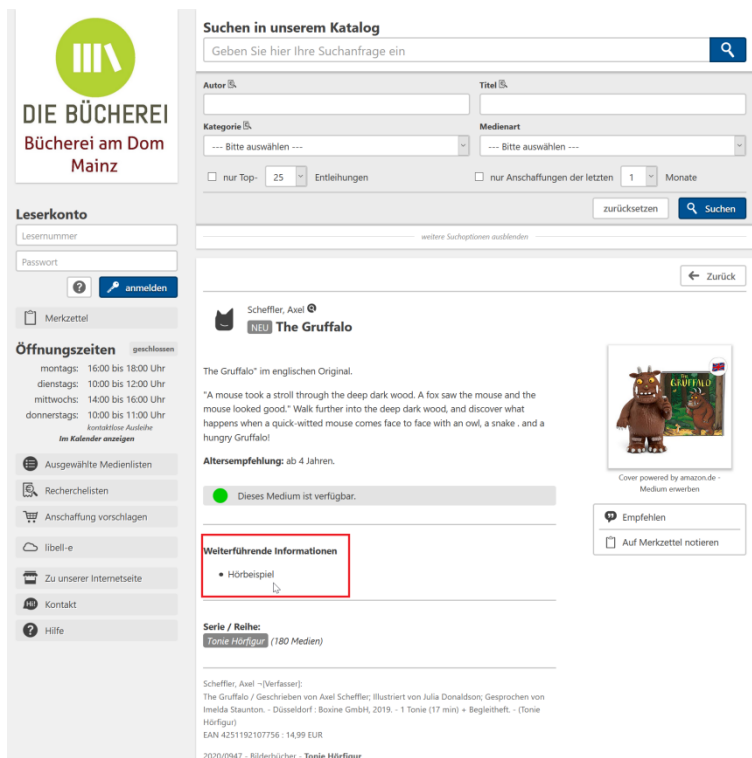 DIE BÜCHEREI
Bücherei am Dom
Mainz
Leserkonto
Lesernummer
Passwort
?
anmelden
Merkzettel
Öffnungszeiten geschlossen
montags: 16:00 bis 18:00 Uhr
dienstags: 10:00 bis 12:00 Uhr
mittwochs: 14:00 bis 16:00 Uhr
donnerstags: 10:00 bis 11:00 Uhr
kontaktlose Ausleihe
Im Kalender anzeigen
Ausgewählte Medienlisten
Recherchelisten
Anschaffung vorschlagen
libell-e
Zu unserer Internetseite
Hi! Kontakt
? Hilfe
Suchen in unserem Katalog
Geben Sie hier Ihre Suchanfrage ein
Autor Titel
Kategorie Medienart
--- Bitte auswählen --- --- Bitte auswählen ---
nur Top- 25 Entleihungen nur Anschaffungen der letzten 1 Monate
zurücksetzen Suchen
weitere Suchoptionen ausblenden
← Zurück
Scheffler, Axel
NEU The Gruffalo
The Gruffalo" im englischen Original.
"A mouse took a stroll through the deep dark wood. A fox saw the mouse and the
mouse looked good." Walk further into the deep dark wood, and discover what
happens when a quick-witted mouse comes face to face with an owl, a snake . and a
hungry Gruffalo!
Altersempfehlung: ab 4 Jahren.
Dieses Medium ist verfügbar.
Weiterführende Informationen
• Hörbeispiel
Serie / Reihe:
Tonie Hörfigur (180 Medien)
Scheffler, Axel ¬[Verfasser]:
The Gruffalo / Geschrieben von Axel Scheffler; Illustriert von Julia Donaldson; Gesprochen von
Imelda Staunton. - Düsseldorf : Boxine GmbH, 2019. - 1 Tonie (17 min) + Begleitheft. - (Tonie
Hörfigur)
EAN 4251192107756 : 14,99 EUR
2020/0947 - Bilderbücher - Tonie Hörfigur
THE
GRUFFALO
Cover powered by amazon.de -
Medium erwerben
Empfehlen
Auf Merkzettel notieren